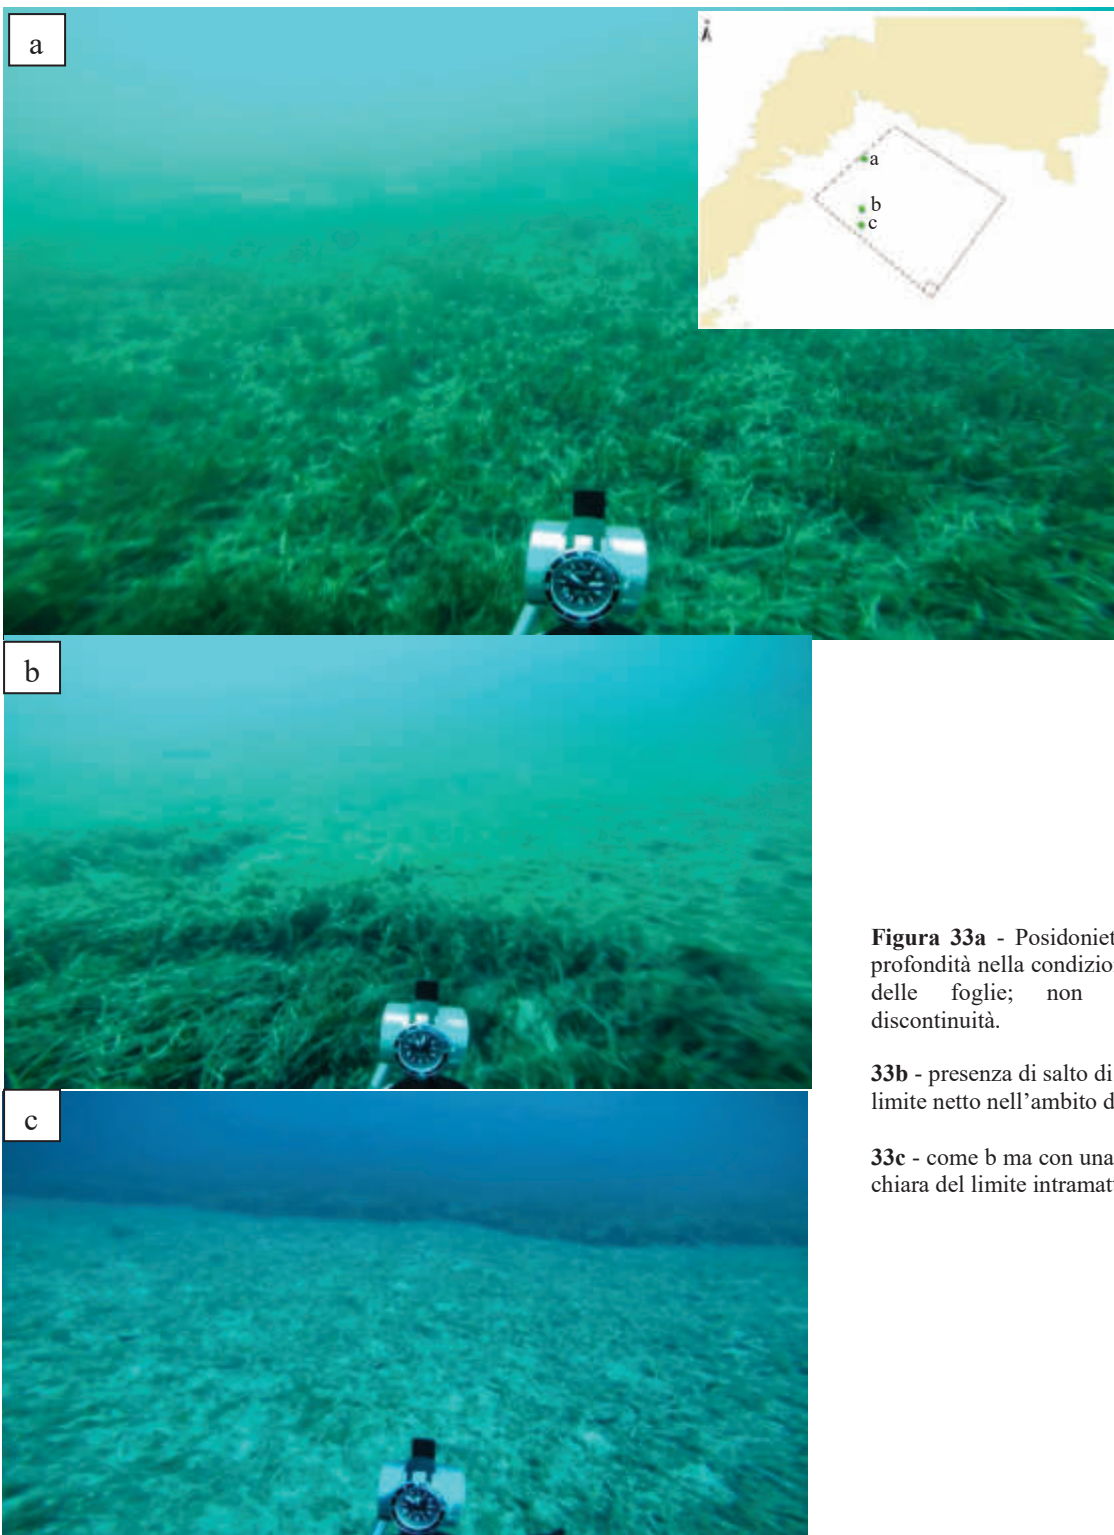 a
a
b
c
b
c
Figura 33a - Posidoniet
profondità nella condizion
delle foglie; non
discontinuità.
33b - presenza di salto di
limite netto nell’ambito d
33c - come b ma con una
chiara del limite intramat